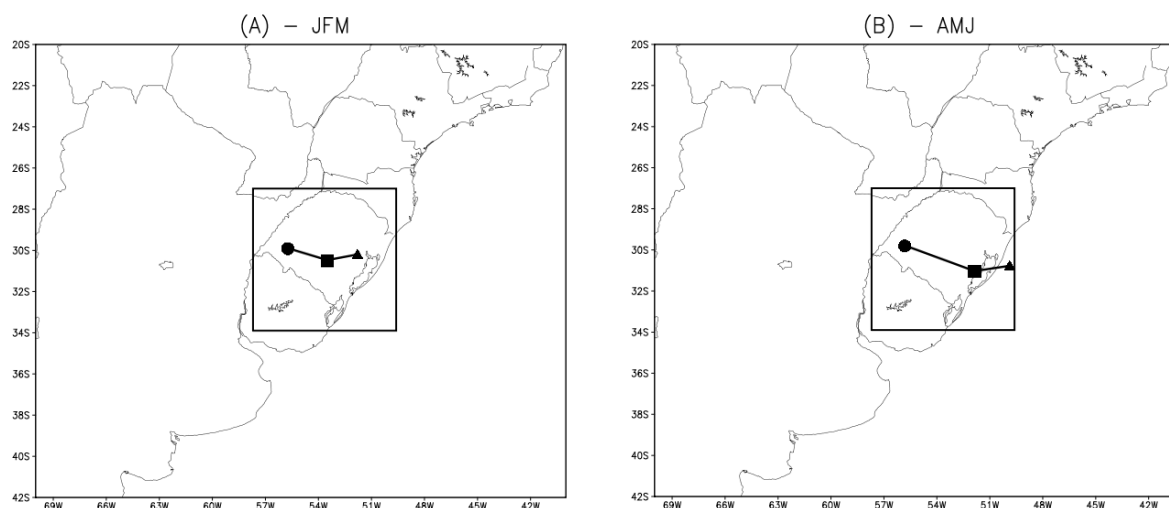 (A) – JFM
(B) – AMJ
20S
22S
24S
26S
28S
30S
32S
34S
36S
38S
40S
42S
69W 66W 63W 60W 57W 54W 51W 48W 45W 42W
20S
22S
24S
26S
28S
30S
32S
34S
36S
38S
40S
42S
69W 66W 63W 60W 57W 54W 51W 48W 45W 42W